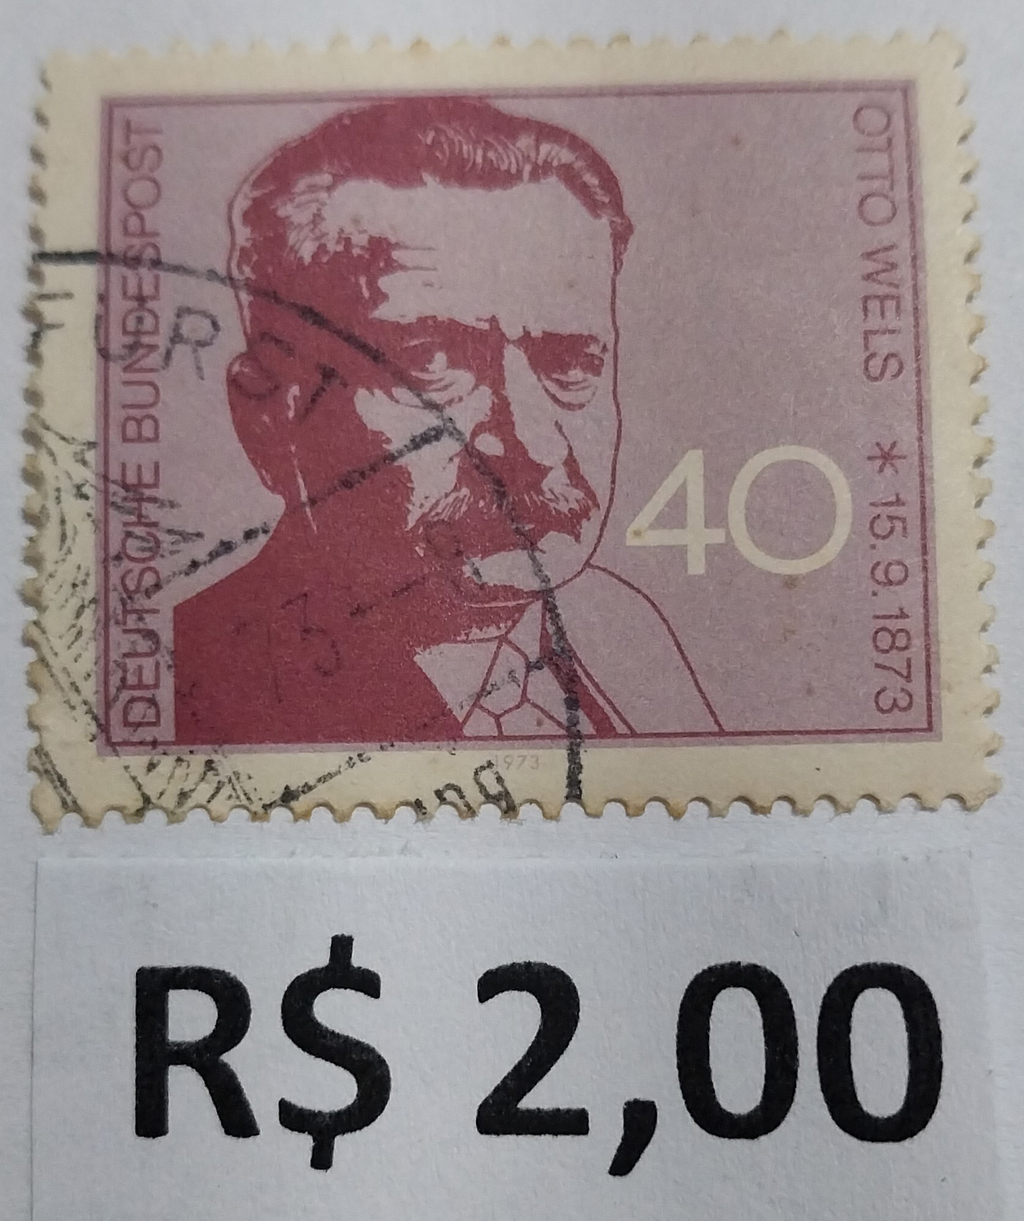 DEUTSCHE BUNDESPOST
OTTO WELS * 15.9.1873
40
1973
R$ 2,00